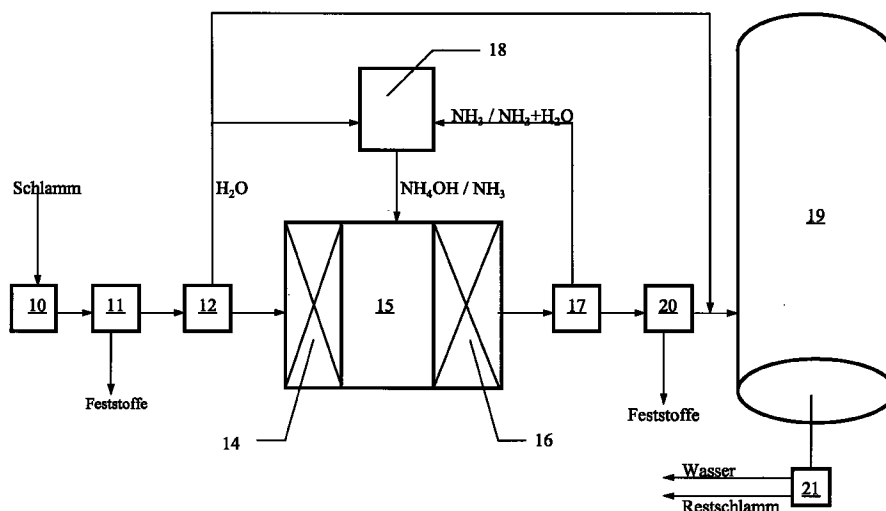 18
NH3 / NH3+H2O
Schlamm
H2O
NH4OH / NH3
19
10
11
12
15
17
20
Feststoffe
Feststoffe
14
16
Wasser
21
Restschlamm